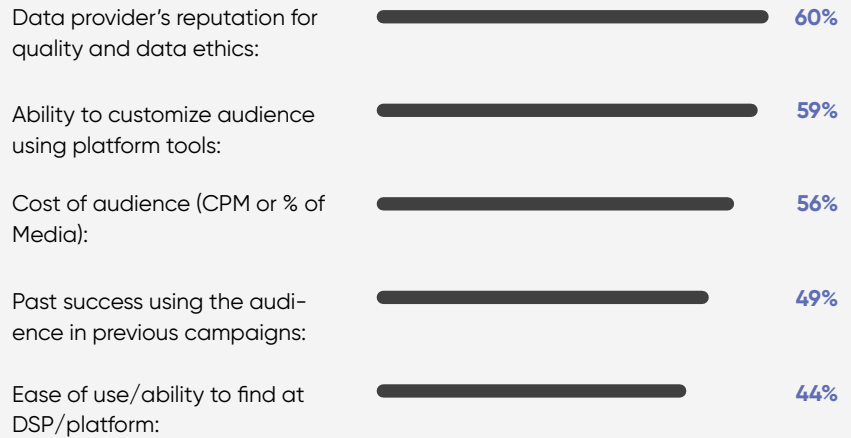 Data provider’s reputation for
quality and data ethics:
60%
Ability to customize audience
using platform tools:
59%
Cost of audience (CPM or % of
Media):
56%
Past success using the audi-
ence in previous campaigns:
49%
Ease of use/ability to find at
DSP/platform:
44%